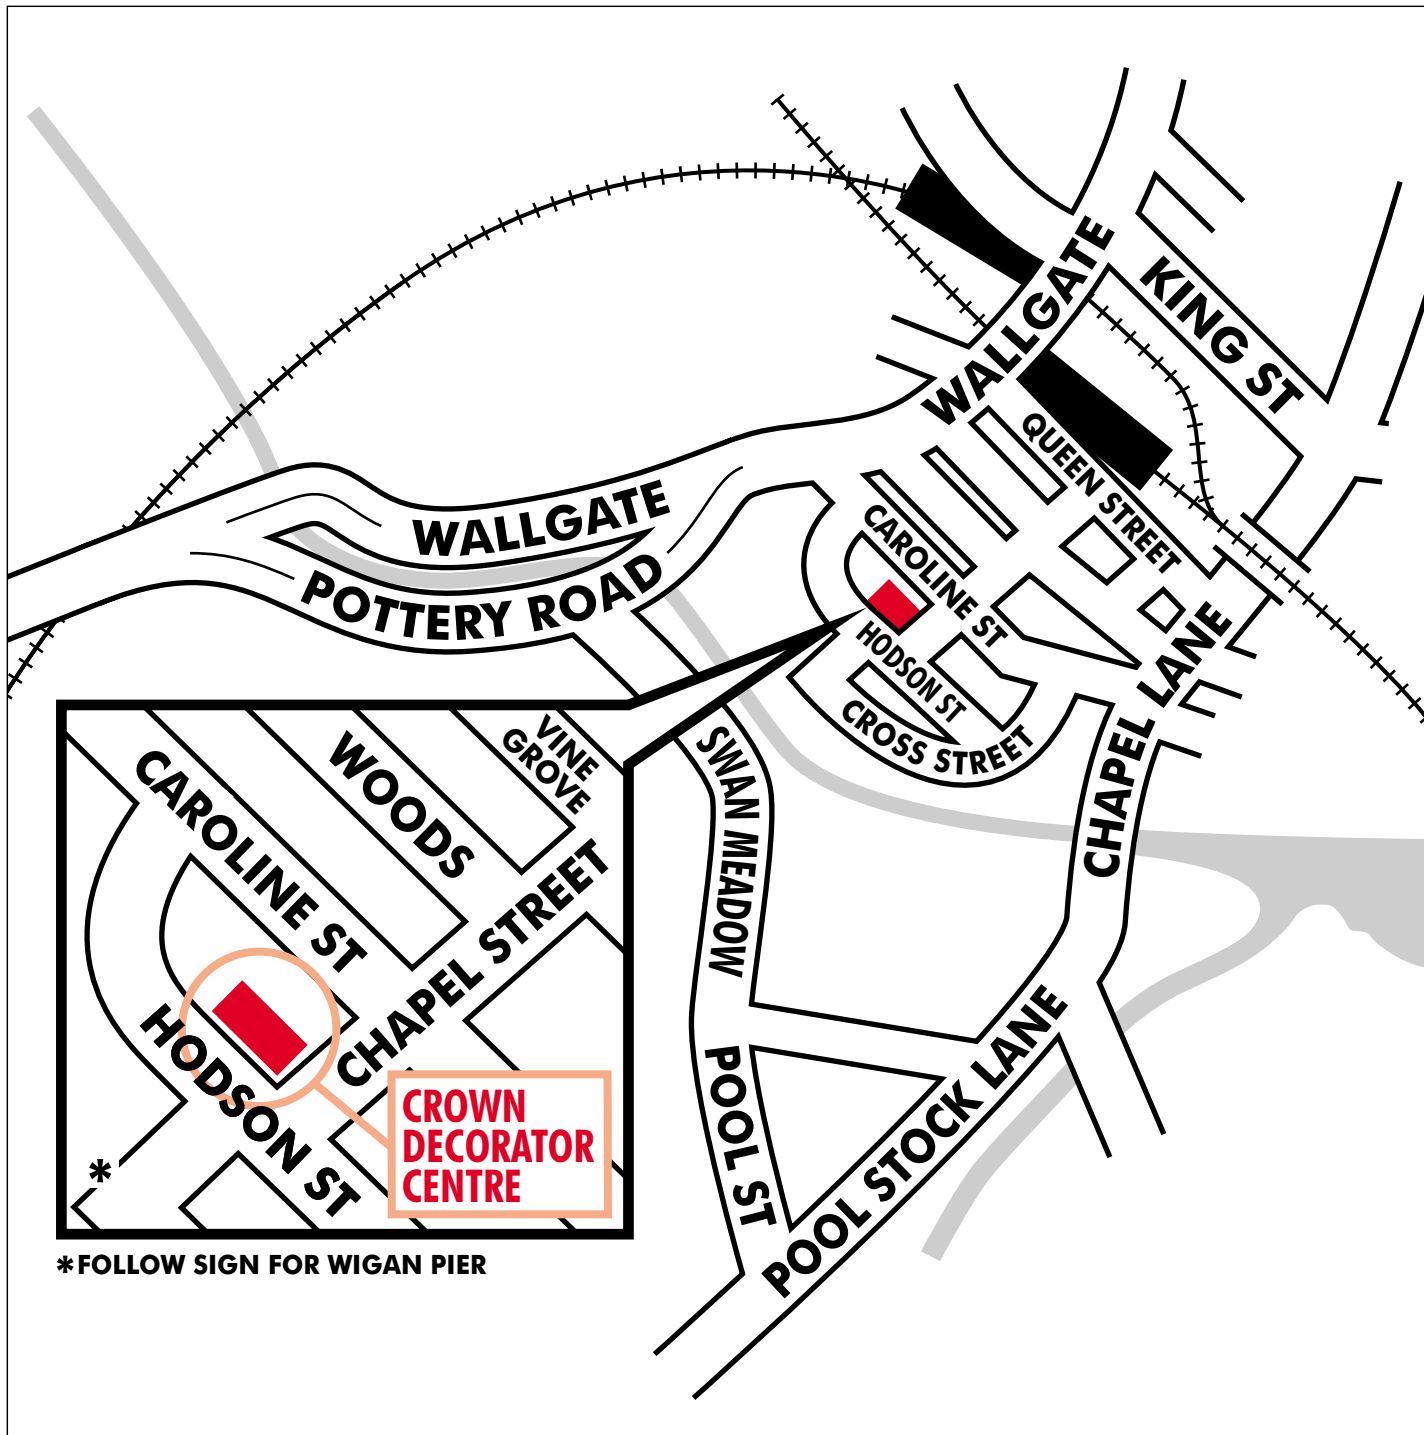 WALLGATE
KING ST
QUEEN STREET
WALLGATE
POTTERY ROAD
CAROLINE ST
HODSON ST
CROSS STREET
CHAPEL LANE
SWAN MEADOW
POOL ST
POOL STOCK LANE
VINE
GROVE
WOODS
CAROLINE ST
CHAPEL STREET
HODSON ST
CROWN
DECORATOR
CENTRE
*
*FOLLOW SIGN FOR WIGAN PIER